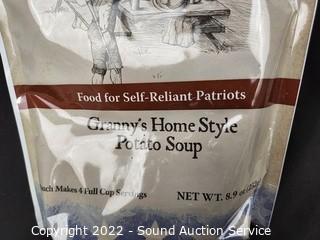 Food for Self-Reliant Patriots
Granny's Home Style
Potato Soup
Makes 4 Full Cup Servings
NET WT. 8.9 oz
Copyright 2022 - Sound Auction Service